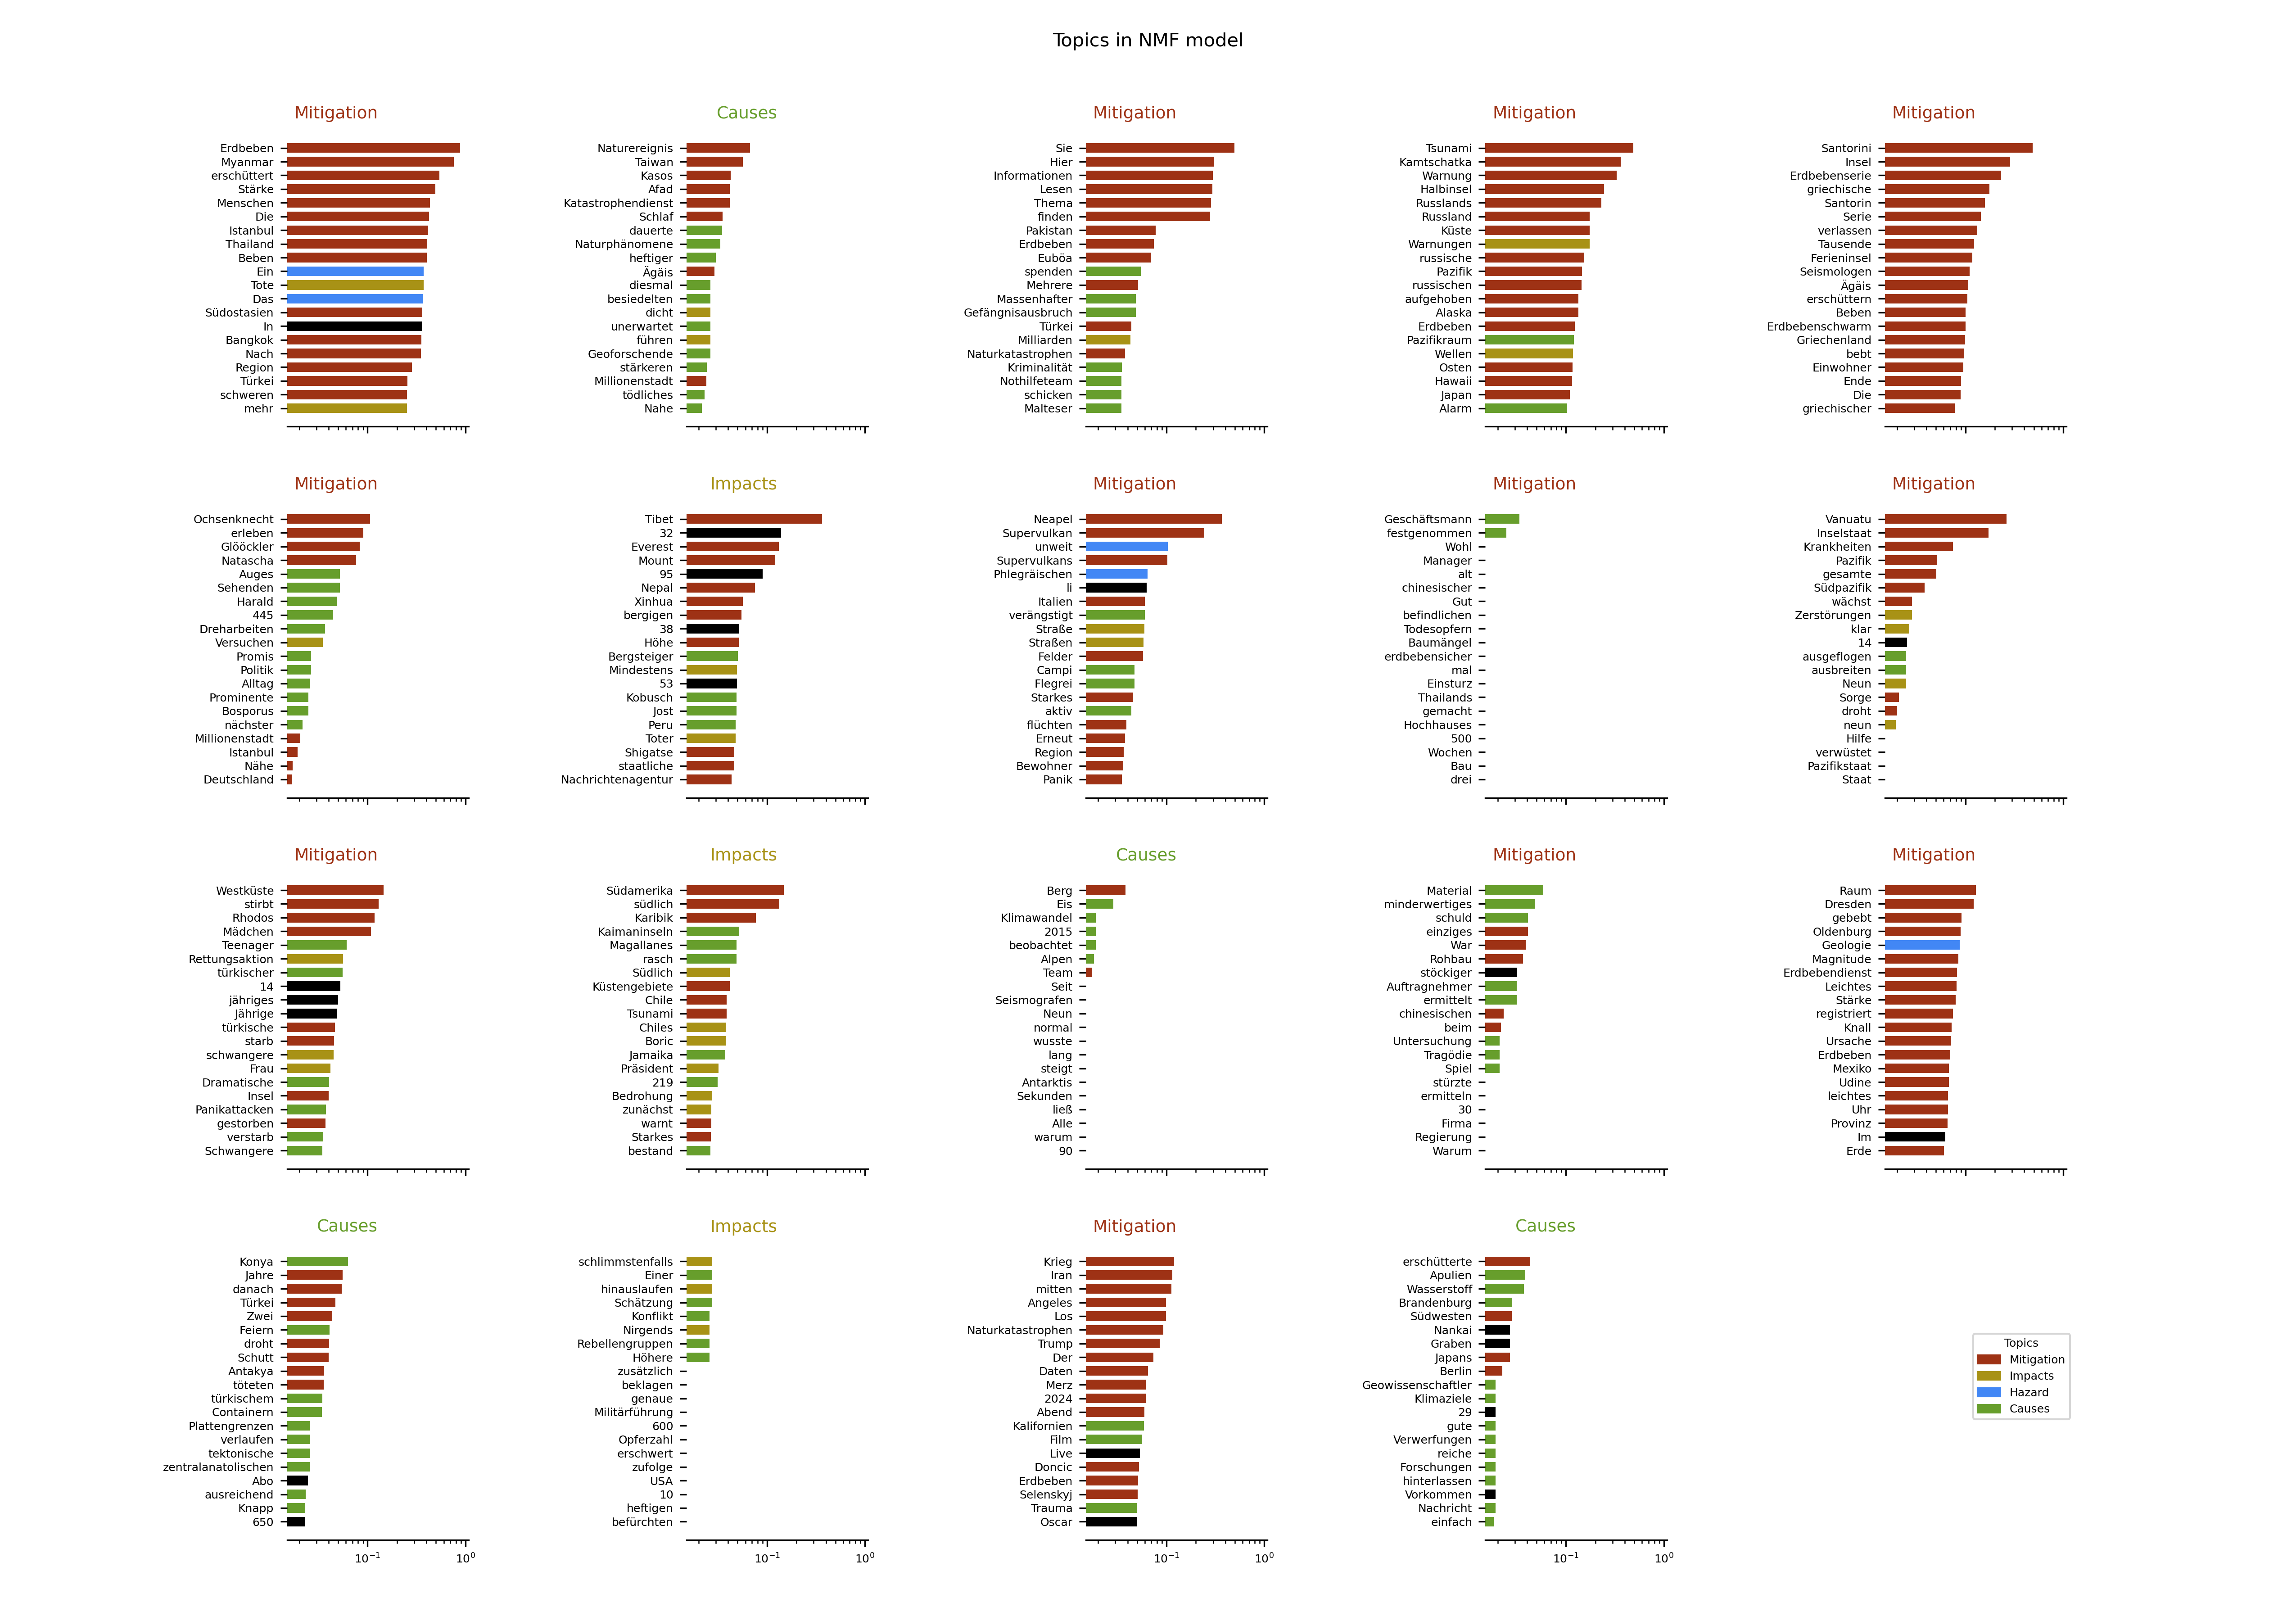 Topics in NMF model
Mitigation
Erdbeben
Myanmar
erschüttert
Stärke
Menschen
Die
Istanbul
Thailand
Beben
Ein
Tote
Das
Südostasien
In
Bangkok
Nach
Region
Türkei
schweren
mehr
Causes
Naturereignis
Taiwan
Kasos
Afad
Katastrophendienst
Schlaf
dauerte
Naturphänomene
heftiger
Ägäis
diesmal
besiedelten
dicht
unerwartet
führen
Geoforschende
stärkeren
Millionenstadt
tödliches
Nahe
Mitigation
Sie
Hier
Informationen
Lesen
Thema
finden
Pakistan
Erdbeben
Euböa
spenden
Mehrere
Massenhafter
Gefängnisausbruch
Türkei
Milliarden
Naturkatastrophen
Kriminalität
Nothilfeteam
schicken
Malteser
Mitigation
Tsunami
Kamtschatka
Warnung
Halbinsel
Russlands
Russland
Küste
Warnungen
russische
Pazifik
russischen
aufgehoben
Alaska
Erdbeben
Pazifikraum
Wellen
Osten
Hawaii
Japan
Alarm
Mitigation
Santorini
Insel
Erdbebenserie
griechische
Santorin
Serie
verlassen
Tausende
Ferieninsel
Seismologen
Ägäis
erschüttern
Beben
Erdbebenschwarm
Griechenland
bebt
Einwohner
Ende
Die
griechischer
Mitigation
Ochsenknecht
erleben
Glööckler
Natascha
Auges
Sehenden
Harald
445
Dreharbeiten
Versuchen
Promis
Politik
Alltag
Prominente
Bosporus
nächster
Millionenstadt
Istanbul
Nähe
Deutschland
Impacts
Tibet
32
Everest
Mount
95
Nepal
Xinhua
bergigen
38
Höhe
Bergsteiger
Mindestens
53
Kobusch
Jost
Peru
Toter
Shigatse
staatliche
Nachrichtenagentur
Mitigation
Neapel
Supervulkan
unweit
Supervulkans
Phlegräischen
li
Italien
verängstigt
Straße
Straßen
Felder
Campi
Flegrei
Starkes
aktiv
flüchten
Erneut
Region
Bewohner
Panik
Mitigation
Geschäftsmann
festgenommen
Wohl
Manager
alt
chinesischer
Gut
befindlichen
Todesopfern
Baumängel
erdbebensicher
mal
Einsturz
Thailands
gemacht
Hochhauses
500
Wochen
Bau
drei
Mitigation
Vanuatu
Inselstaat
Krankheiten
Pazifik
gesamte
Südpazifik
wächst
Zerstörungen
klar
14
ausgeflogen
ausbreiten
Neun
Sorge
droht
neun
Hilfe
verwüstet
Pazifikstaat
Staat
Mitigation
Westküste
stirbt
Rhodos
Mädchen
Teenager
Rettungsaktion
türkischer
14
jähriges
Jährige
türkische
starb
schwangere
Frau
Dramatische
Insel
Panikattacken
gestorben
verstarb
Schwangere
Impacts
Südamerika
südlich
Karibik
Kaimaninseln
Magallanes
rasch
Südlich
Küstengebiete
Chile
Tsunami
Chiles
Boric
Jamaika
Präsident
219
Bedrohung
zunächst
warnt
Starkes
bestand
Causes
Berg
Eis
Klimawandel
2015
beobachtet
Alpen
Team
Seit
Seismografen
Neun
normal
wusste
lang
steigt
Antarktis
Sekunden
ließ
Alle
warum
90
Mitigation
Material
minderwertiges
schuld
einziges
War
Rohbau
stöckiger
Auftragnehmer
ermittelt
chinesischen
beim
Untersuchung
Tragödie
Spiel
stürzte
ermitteln
30
Firma
Regierung
Warum
Mitigation
Raum
Dresden
gebebt
Oldenburg
Geologie
Magnitude
Erdbebendienst
Leichtes
Stärke
registriert
Knall
Ursache
Erdbeben
Mexiko
Udine
leichtes
Uhr
Provinz
Im
Erde
Causes
Konya
Jahre
danach
Türkei
Zwei
Feiern
droht
Schutt
Antakya
töteten
türkischem
Containern
Plattengrenzen
verlaufen
tektonische
zentralanatolischen
Abo
ausreichend
Knapp
650
10⁻¹ 10⁰
Impacts
schlimmstenfalls
Einer
hinauslaufen
Schätzung
Konflikt
Nirgends
Rebellengruppen
Höhere
zusätzlich
beklagen
genaue
Militärführung
600
Opferzahl
erschwert
zufolge
USA
10
heftigen
befürchten
10⁻¹ 10⁰
Mitigation
Krieg
Iran
mitten
Angeles
Los
Naturkatastrophen
Trump
Der
Daten
Merz
2024
Abend
Kalifornien
Film
Live
Doncic
Erdbeben
Selenskyj
Trauma
Oscar
10⁻¹ 10⁰
Causes
erschütterte
Apulien
Wasserstoff
Brandenburg
Südwesten
Nankai
Graben
Japans
Berlin
Geowissenschaftler
Klimaziele
29
gute
Verwerfungen
reiche
Forschungen
hinterlassen
Vorkommen
Nachricht
einfach
10⁻¹ 10⁰
Topics
Mitigation
Impacts
Hazard
Causes